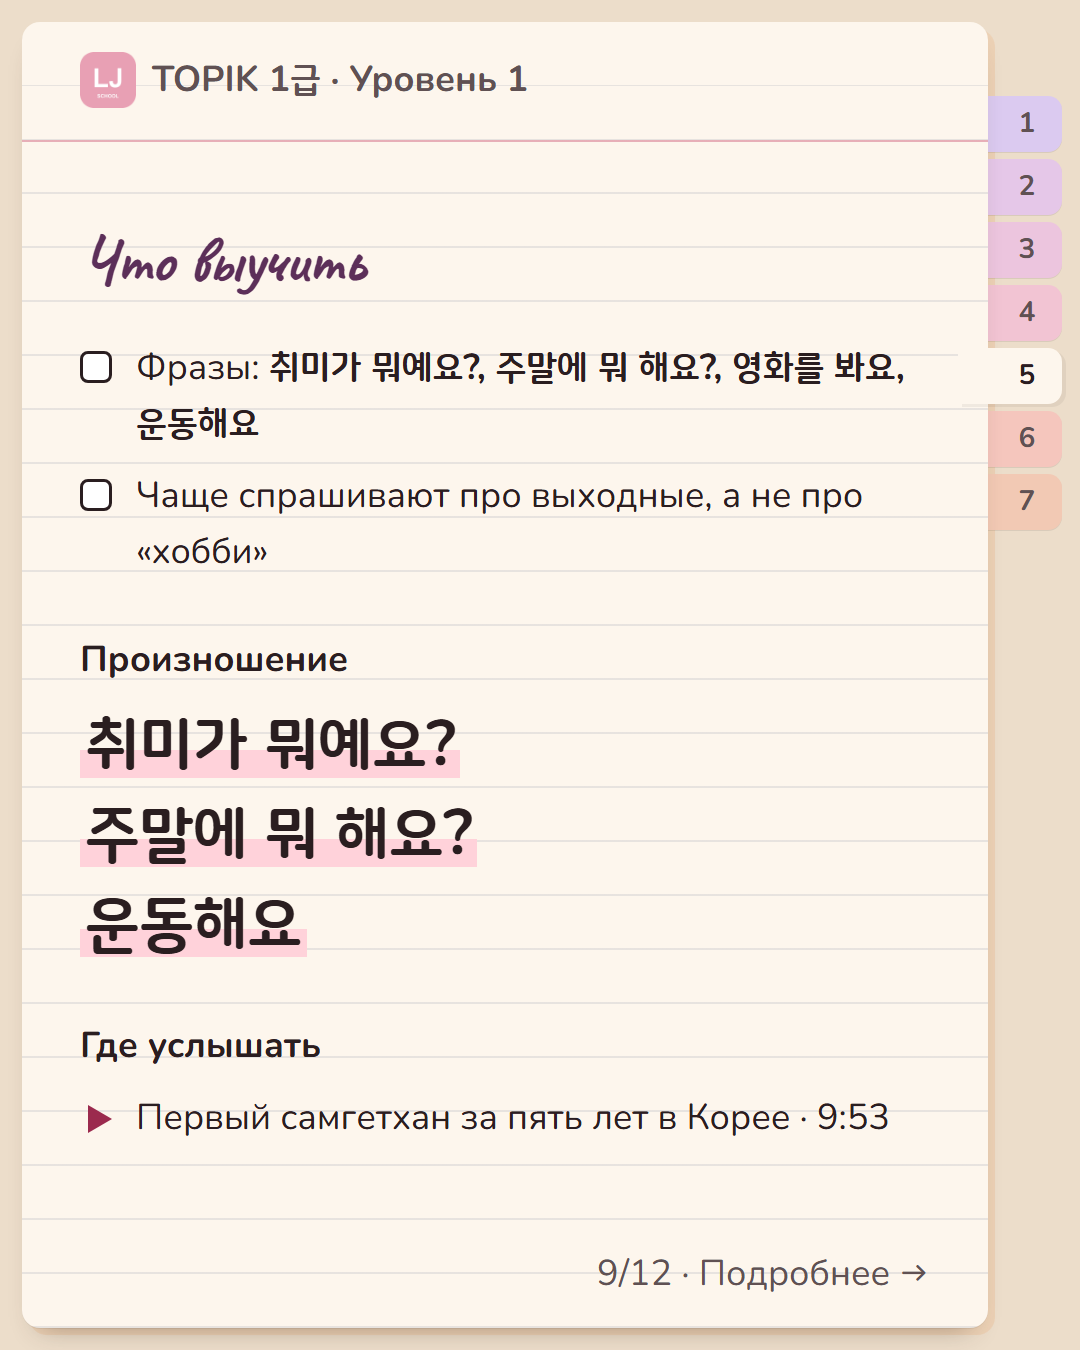 LJ
SCHOOL
TOPIK 1급 · Уровень 1
1
2
3
4
5
6
7
Что выучить
Фразы: 취미가 뭐예요?, 주말에 뭐 해요?, 영화를 봐요,
운동해요
Чаще спрашивают про выходные, а не про
«хобби»
Произношение
취미가 뭐예요?
주말에 뭐 해요?
운동해요
Где услышать
Первый самгетхан за пять лет в Корее · 9:53
9/12 · Подробнее →